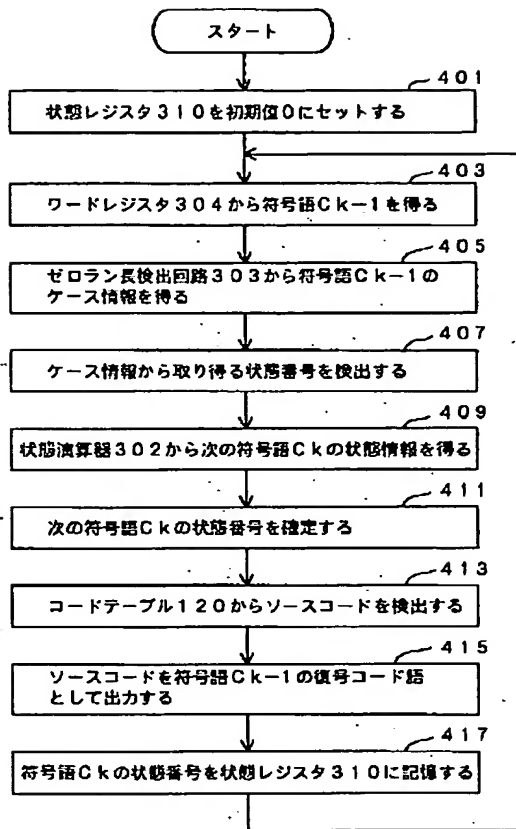 スタート
401
状態レジスタ310を初期値0にセットする
403
ワードレジスタ304から符号語Ck-1を得る
405
ゼロラン長検出回路303から符号語Ck-1の
ケース情報を得る
407
ケース情報から取り得る状態番号を検出する
409
状態演算器302から次の符号語Ckの状態情報を得る
411
次の符号語Ckの状態番号を確定する
413
コードテーブル120からソースコードを検出する
415
ソースコードを符号語Ck-1の復号コード語
として出力する
417
符号語Ckの状態番号を状態レジスタ310に記憶する